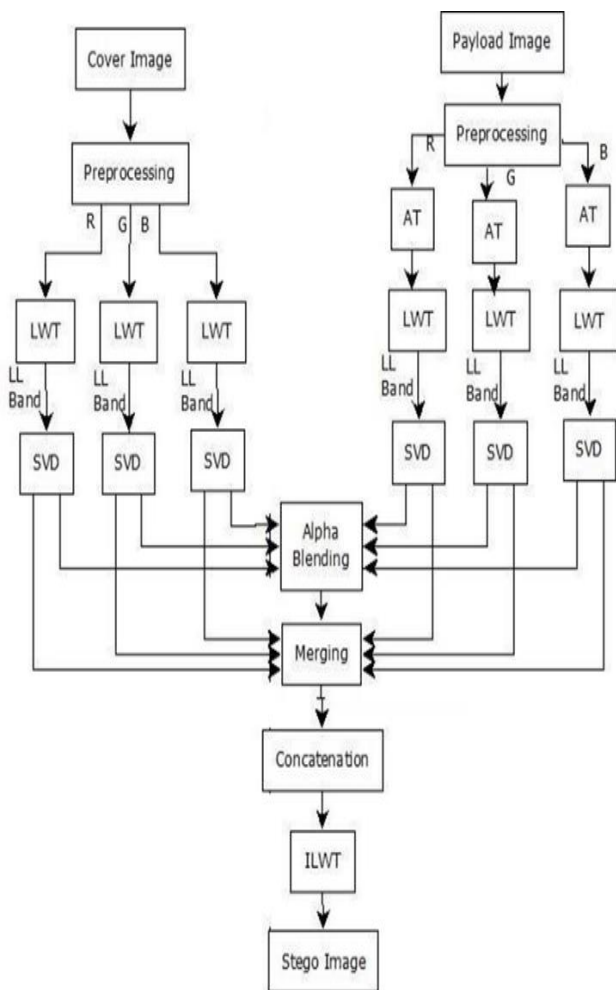 Cover Image
Payload Image
Preprocessing
Preprocessing
R
G
B
R
G
B
AT
AT
AT
LWT
LWT
LWT
LWT
LWT
LWT
LL
Band
LL
Band
LL
Band
LL
Band
LL
Band
LL
Band
SVD
SVD
SVD
SVD
SVD
SVD
Alpha
Blending
Merging
Concatenation
ILWT
Stego Image